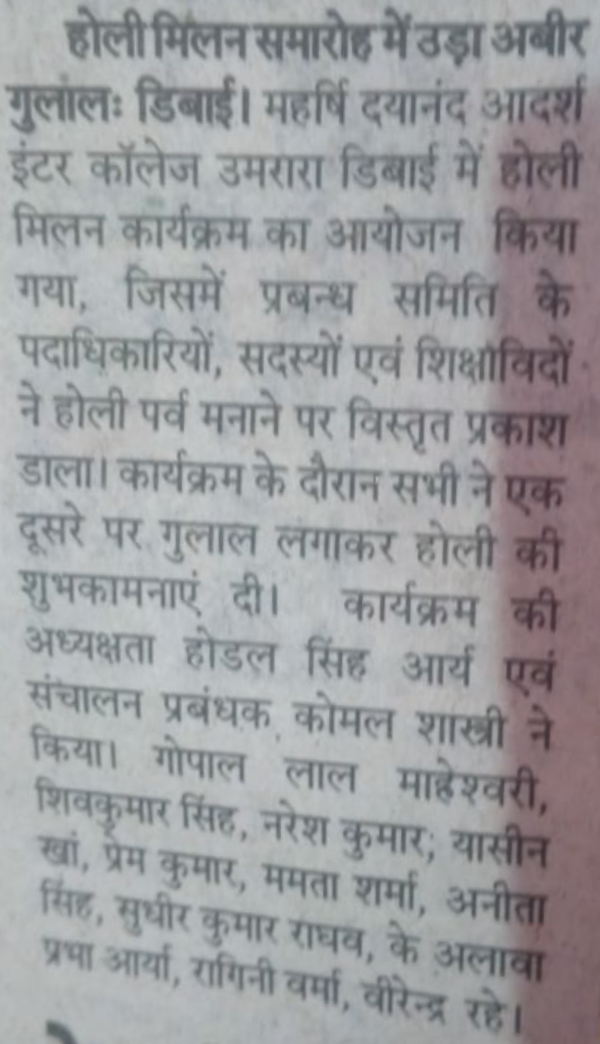 होली मिलन समारोह में उड़ा अबीर
गुलालः डिबाई। महर्षि दयानंद आदर्श
इंटर कॉलेज उमरारा डिबाई में होली
मिलन कार्यक्रम का आयोजन किया
गया, जिसमें प्रबन्ध समिति के
पदाधिकारियों, सदस्यों एवं शिक्षाविदों
ने होली पर्व मनाने पर विस्तृत प्रकाश
डाला। कार्यक्रम के दौरान सभी ने एक
दूसरे पर गुलाल लगाकर होली की
शुभकामनाएं दी। कार्यक्रम की
अध्यक्षता होडल सिंह आर्य एवं
संचालन प्रबंधक कोमल शास्त्री ने
किया। गोपाल लाल माहेश्वरी,
शिवकुमार सिंह, नरेश कुमार, यासीन
खां, प्रेम कुमार, ममता शर्मा, अनीता
सिंह, सुधीर कुमार राघव, के अलावा
प्रभा आर्या, रागिनी वर्मा, वीरेन्द्र रहे।